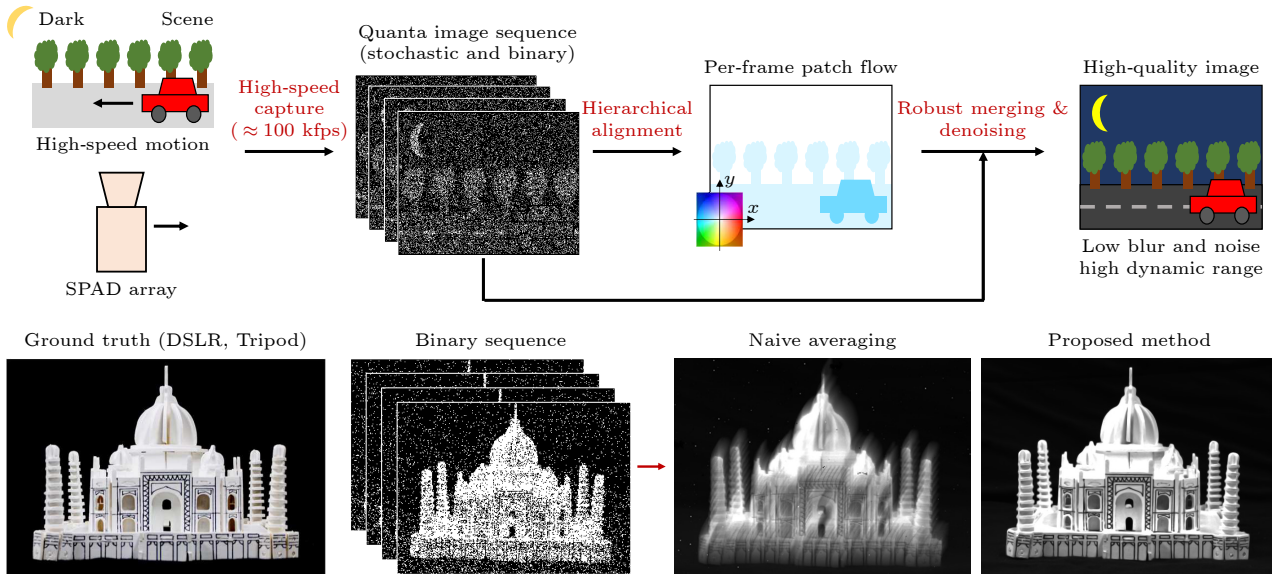 Dark Scene
High-speed motion
SPAD array
High-speed
capture
(≈100 kfps)
Quanta image sequence
(stochastic and binary)
Hierarchical
alignment
Per-frame patch flow
y
x
Robust merging &
denoising
High-quality image
Low blur and noise
high dynamic range
Ground truth (DSLR, Tripod)
Binary sequence
Naive averaging
Proposed method